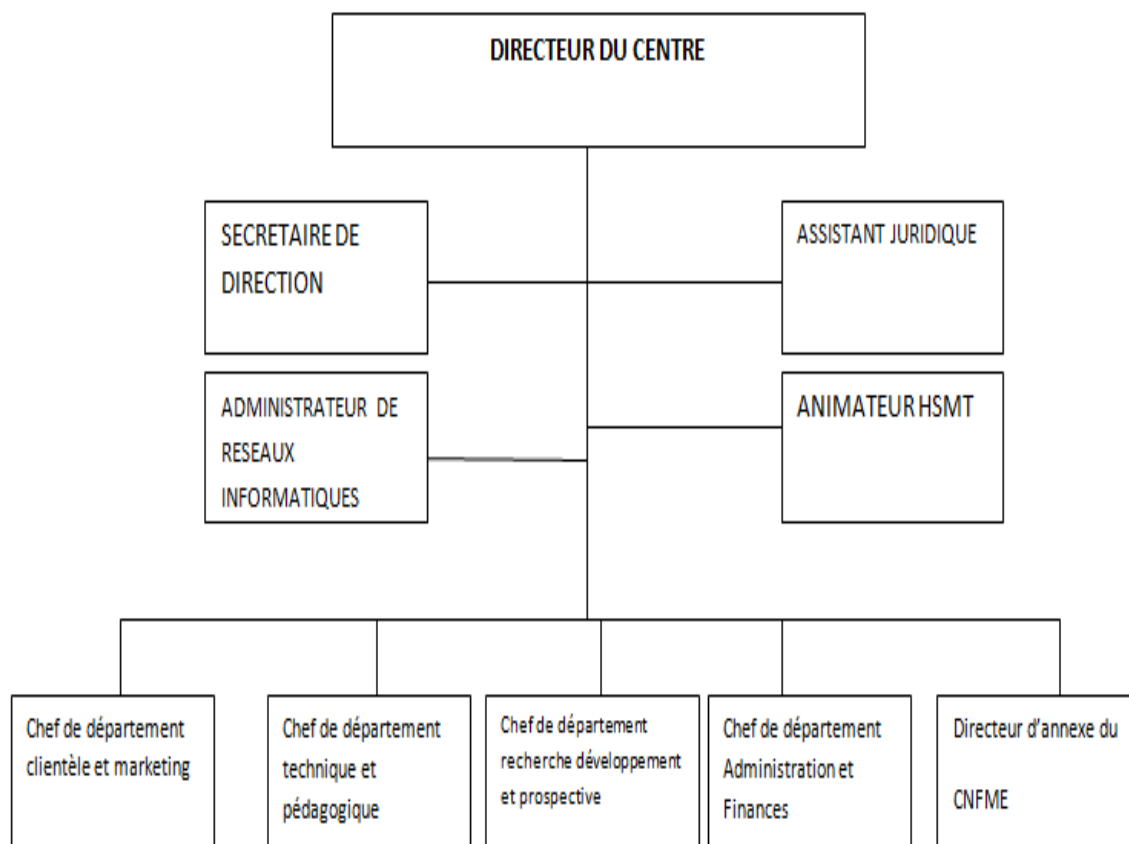 DIRECTEUR DU CENTRE
SECRETAIRE DE
DIRECTION
ASSISTANT JURIDIQUE
ADMINISTRATEUR DE
RESEAUX
INFORMATIQUES
ANIMATEUR HSMT
Chef de département
clientèle et marketing
Chef de département
technique et
pédagogique
Chef de département
recherche développement
et prospective
Chef de département
Administration et
Finances
Directeur d'annexe du
CNFME